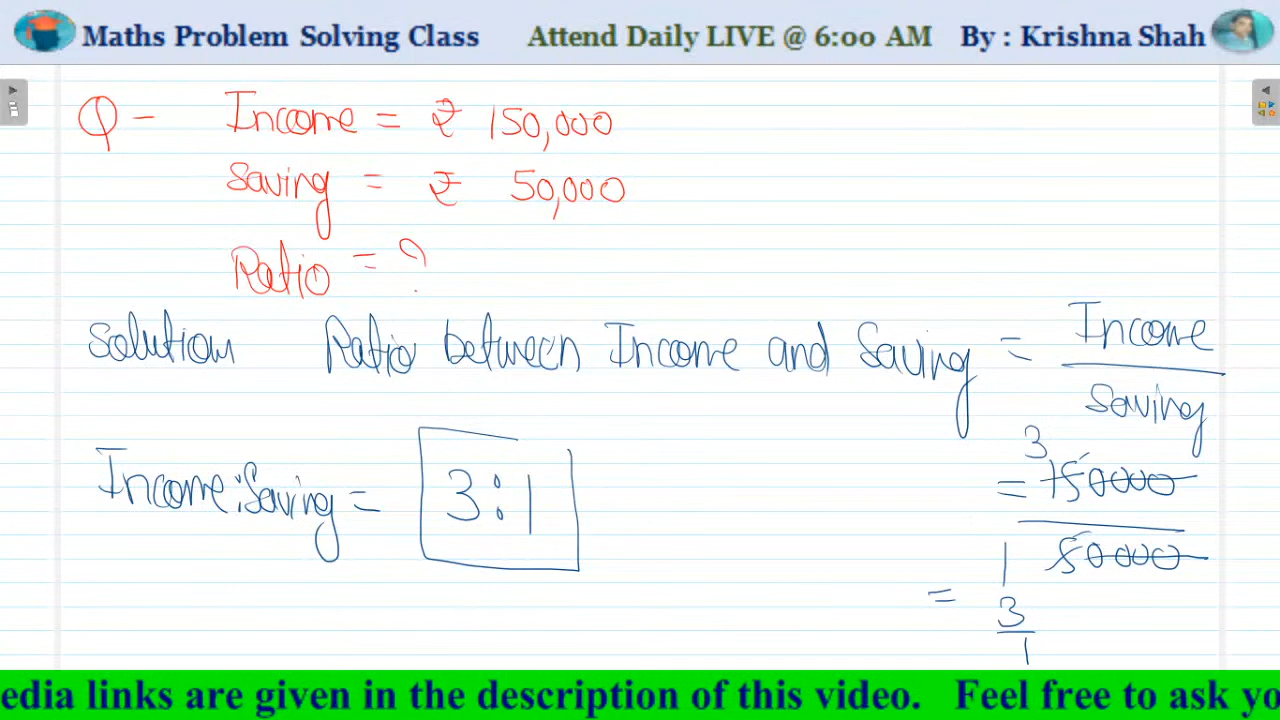 Maths Problem Solving Class Attend Daily LIVE @ 6:00 AM By : Krishna Shah
Q - Income = ₹ 150,000
Saving = ₹ 50,000
Ratio = ?
Solution Ratio between Income and Saving = Income / Saving
Income : Saving = 3:1
3
= 150000
1 50000
= 3
1
edia links are given in the description of this video. Feel free to ask yo